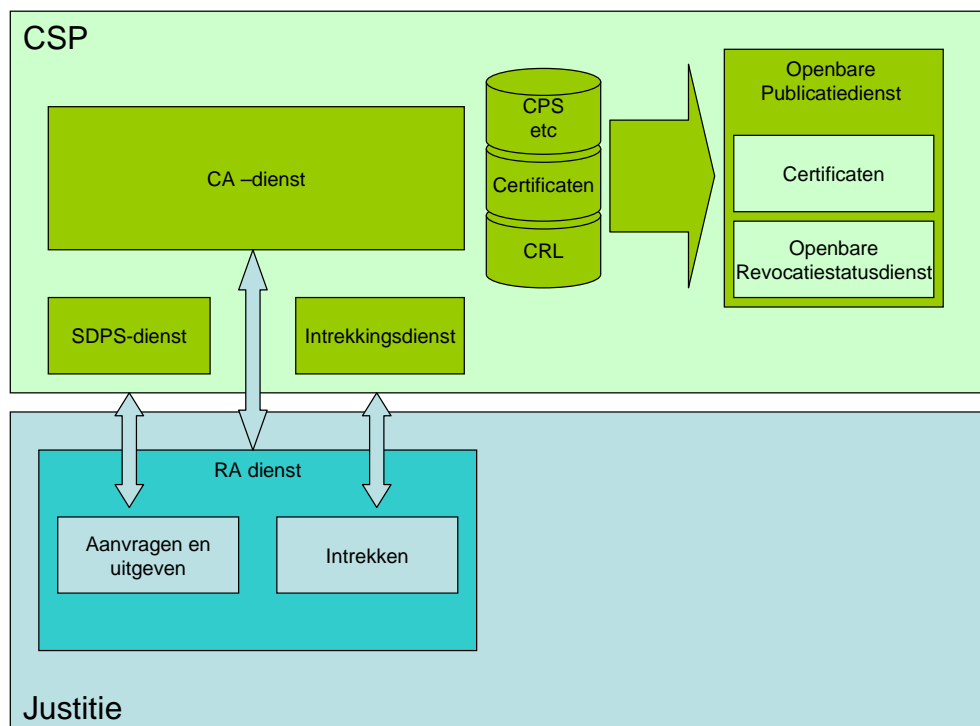 CSP
CA –dienst
CPS
etc
Certificaten
CRL
Openbare
Publicatiedienst
Certificaten
Openbare
Revocatiestatusdienst
SDPS-dienst
Intrekkingsdienst
RA dienst
Aanvragen en
uitgeven
Intrekken
Justitie